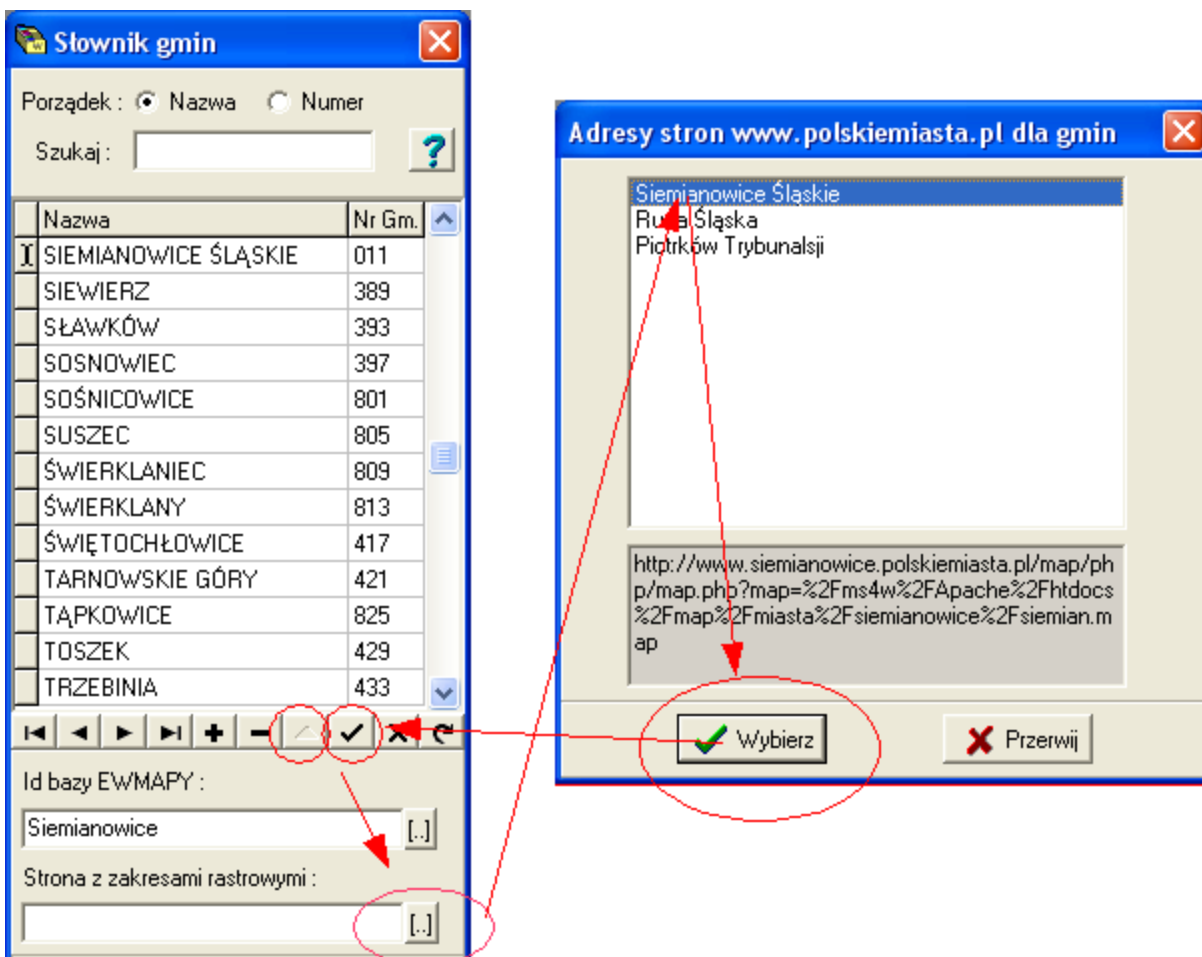 Słownik gmin
Porządek : Nazwa Numer
Szukaj :
Nazwa Nr Gm.
SIEMIANOWICE ŚLĄSKIE 011
SIEWIERZ 389
SŁAWKÓW 393
SOSNOWIEC 397
SOŚNICOWICE 801
SUSZEC 805
ŚWIERKLANIEC 809
ŚWIERKLANY 813
ŚWIĘTOCHŁOWICE 417
TARNOWSKIE GÓRY 421
TĄPKOWICE 825
TOSZEK 429
TRZEBINIA 433
Id bazy EWMAPY :
Siemianowice [..]
Strona z zakresami rastrowymi :
[..]
Adresy stron www.polskiemiasta.pl dla gmin
Siemianowice Śląskie
Ruda Śląska
Piotrków Trybunalsji
http://www.siemianowice.polskiemiasta.pl/map/ph
p/map.php?map=%2Fms4w%2FApache%2Fhtdocs
%2Fmap%2Fmiasta%2Fsiemianowice%2Fsiemian.m
ap
Wybierz Przerwij